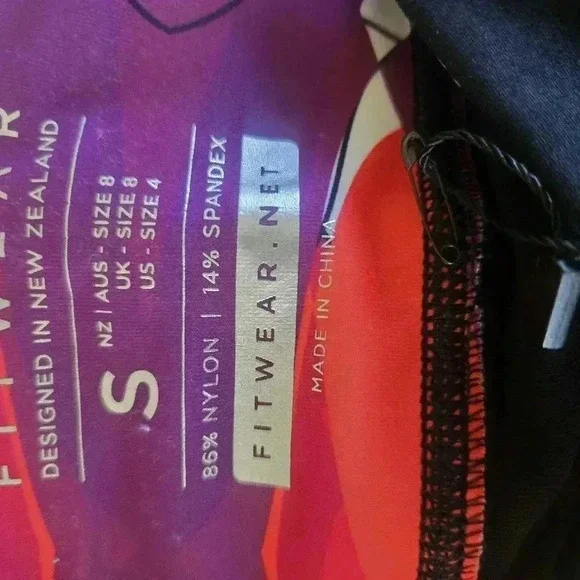 FITWEAR
DESIGNED IN NEW ZEALAND
S
NZ | AUS - SIZE 8
UK - SIZE 8
US - SIZE 4
86% NYLON | 14% SPANDEX
FITWEAR.NET
MADE IN CHINA